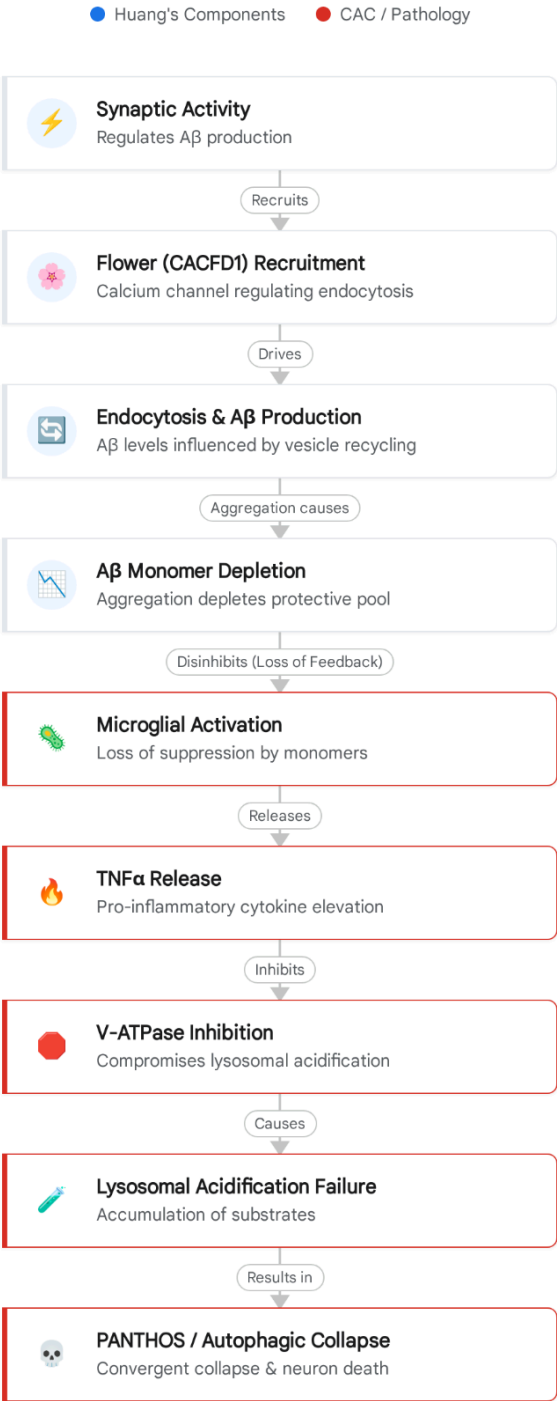 Huang's Components CAC / Pathology
Synaptic Activity
Regulates Aβ production
Recruits
Flower (CACFD1) Recruitment
Calcium channel regulating endocytosis
Drives
Endocytosis & Aβ Production
Aβ levels influenced by vesicle recycling
Aggregation causes
Aβ Monomer Depletion
Aggregation depletes protective pool
Disinhibits (Loss of Feedback)
Microglial Activation
Loss of suppression by monomers
Releases
TNFα Release
Pro-inflammatory cytokine elevation
Inhibits
V-ATPase Inhibition
Compromises lysosomal acidification
Causes
Lysosomal Acidification Failure
Accumulation of substrates
Results in
PANTHOS / Autophagic Collapse
Convergent collapse & neuron death